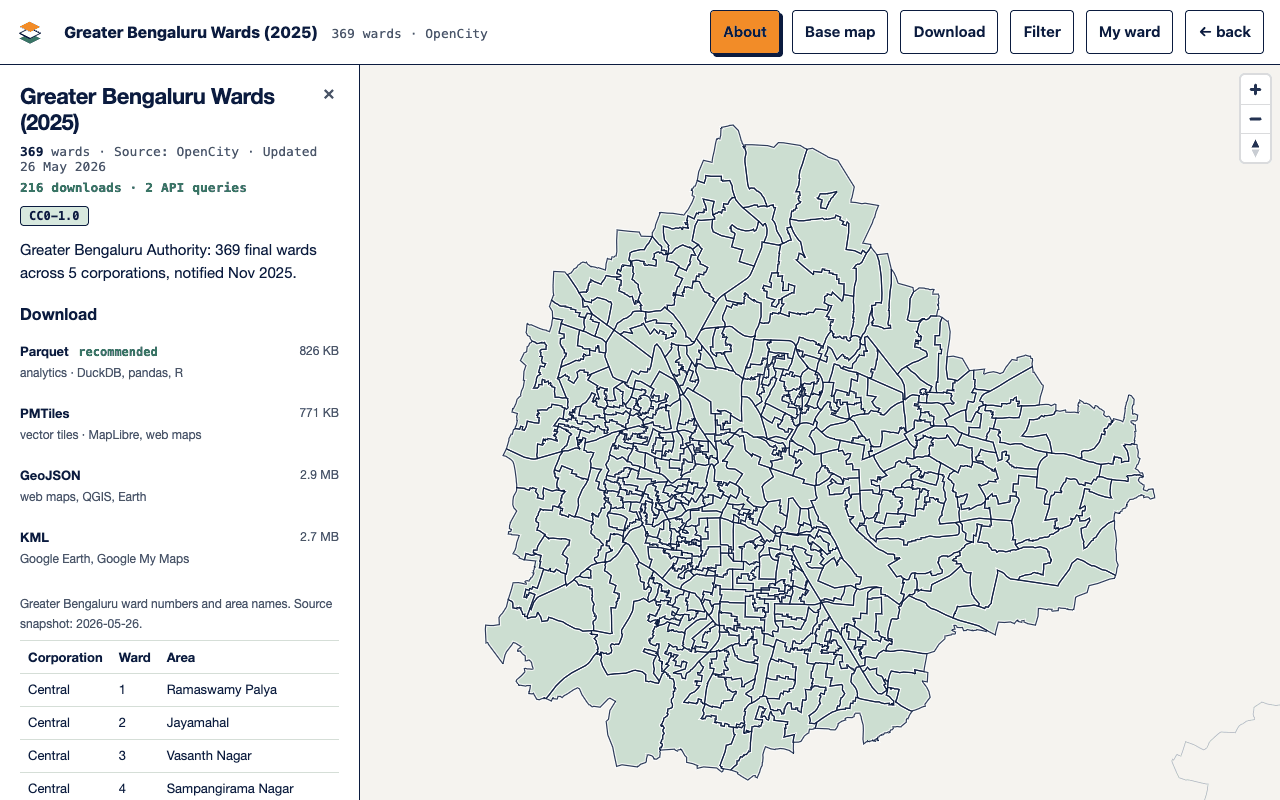 Greater Bengaluru Wards (2025) 369 wards · OpenCity
About
Base map
Download
Filter
My ward
← back
Greater Bengaluru Wards
(2025)
×
369 wards · Source: OpenCity · Updated
26 May 2026
216 downloads · 2 API queries
CC0-1.0
Greater Bengaluru Authority: 369 final wards
across 5 corporations, notified Nov 2025.
Download
Parquet recommended 826 KB
analytics · DuckDB, pandas, R
PMTiles 771 KB
vector tiles · MapLibre, web maps
GeoJSON 2.9 MB
web maps, QGIS, Earth
KML 2.7 MB
Google Earth, Google My Maps
Greater Bengaluru ward numbers and area names. Source
snapshot: 2026-05-26.
Corporation Ward Area
Central 1 Ramaswamy Palya
Central 2 Jayamahal
Central 3 Vasanth Nagar
Central 4 Sampangirama Nagar